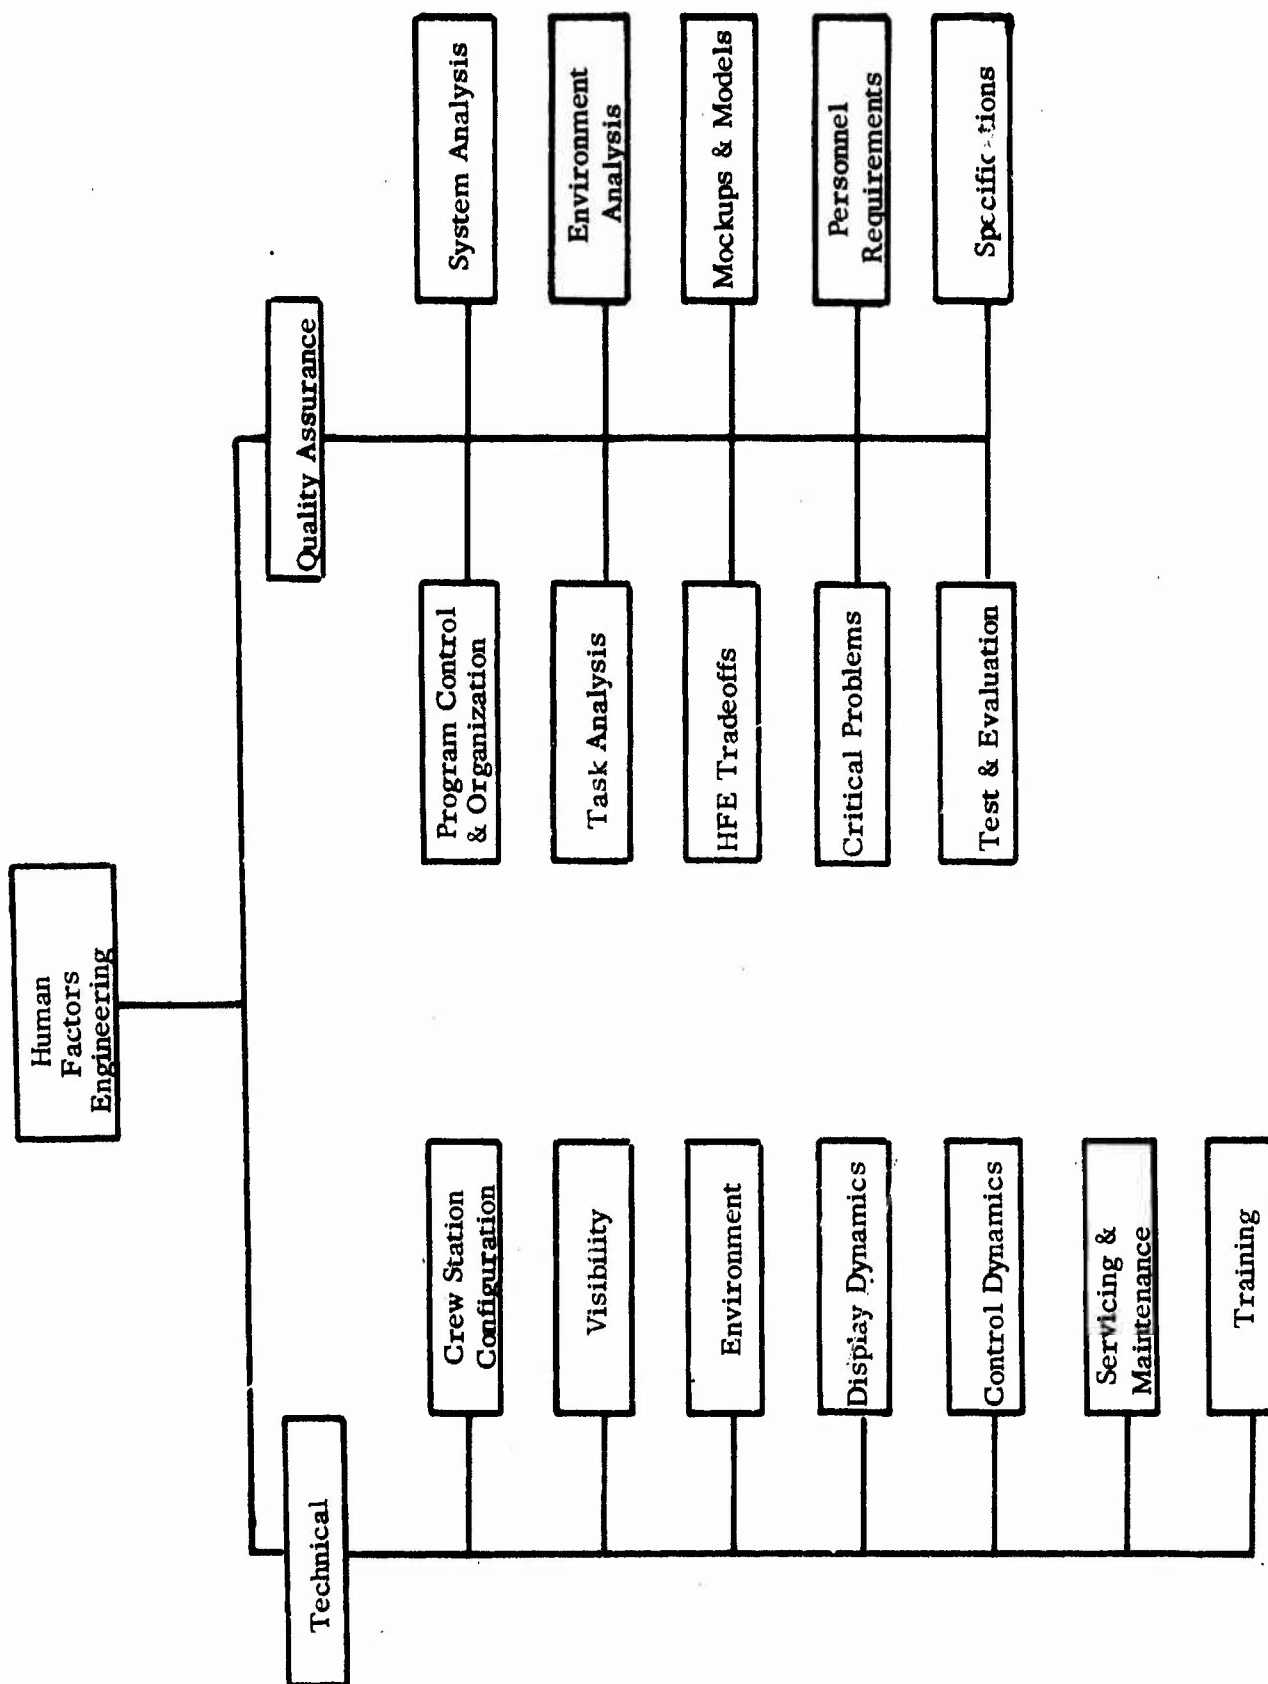 Human
Factors
Engineering
Technical
Crew Station
Configuration
Visibility
Environment
Display Dynamics
Control Dynamics
Servicing &
Maintenance
Training
Quality Assurance
Program Control
& Organization
System Analysis
Task Analysis
Environment
Analysis
HFE Tradeoffs
Mockups & Models
Critical Problems
Personnel
Requirements
Test & Evaluation